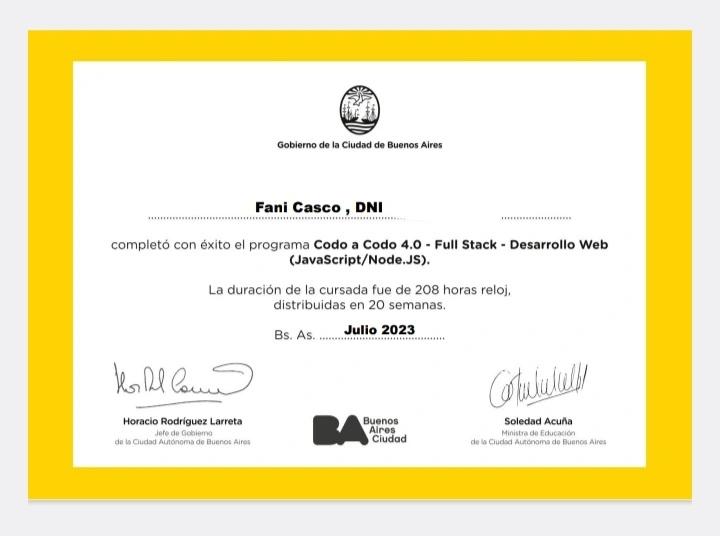 Gobierno de la Ciudad de Buenos Aires
Fani Casco , DNI
completó con éxito el programa Codo a Codo 4.0 - Full Stack - Desarrollo Web
(JavaScript/Node.JS).
La duración de la cursada fue de 208 horas reloj,
distribuidas en 20 semanas.
Bs. As. Julio 2023
Horacio Rodríguez Larreta
Jefe de Gobierno
de la Ciudad Autónoma de Buenos Aires
BA Buenos
Aires
Ciudad
Soledad Acuña
Ministra de Educación
de la Ciudad Autónoma de Buenos Aires